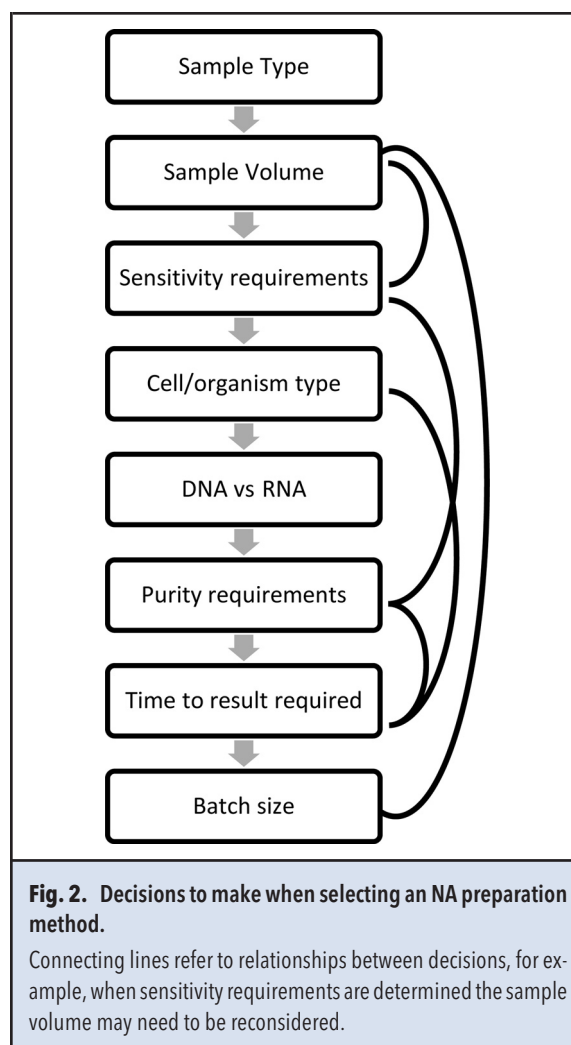 Sample Type
Sample Volume
Sensitivity requirements
Cell/organism type
DNA vs RNA
Purity requirements
Time to result required
Batch size
Fig. 2. Decisions to make when selecting an NA preparation
method.
Connecting lines refer to relationships between decisions, for ex-
ample, when sensitivity requirements are determined the sample
volume may need to be reconsidered.